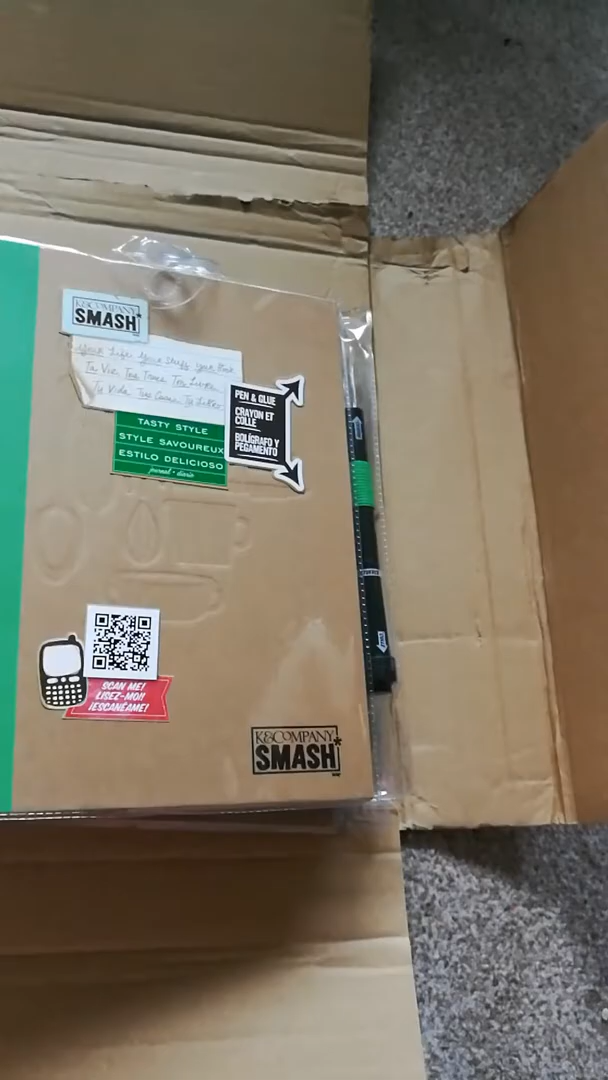 K&COMPANY
SMASH*
Your Life Your Stuff Your Book
Ta Vie Tes Trucs Ton Livre
Tu Vida Tus Cosas Tu Libro
PEN & GLUE
CRAYON ET
COLLE
BOLÍGRAFO Y
PEGAMENTO
TASTY STYLE
STYLE SAVOUREUX
ESTILO DELICIOSO
journal • diario
SCAN ME!
LISEZ-MOI!
¡ESCANÉAME!
K&COMPANY
SMASH*